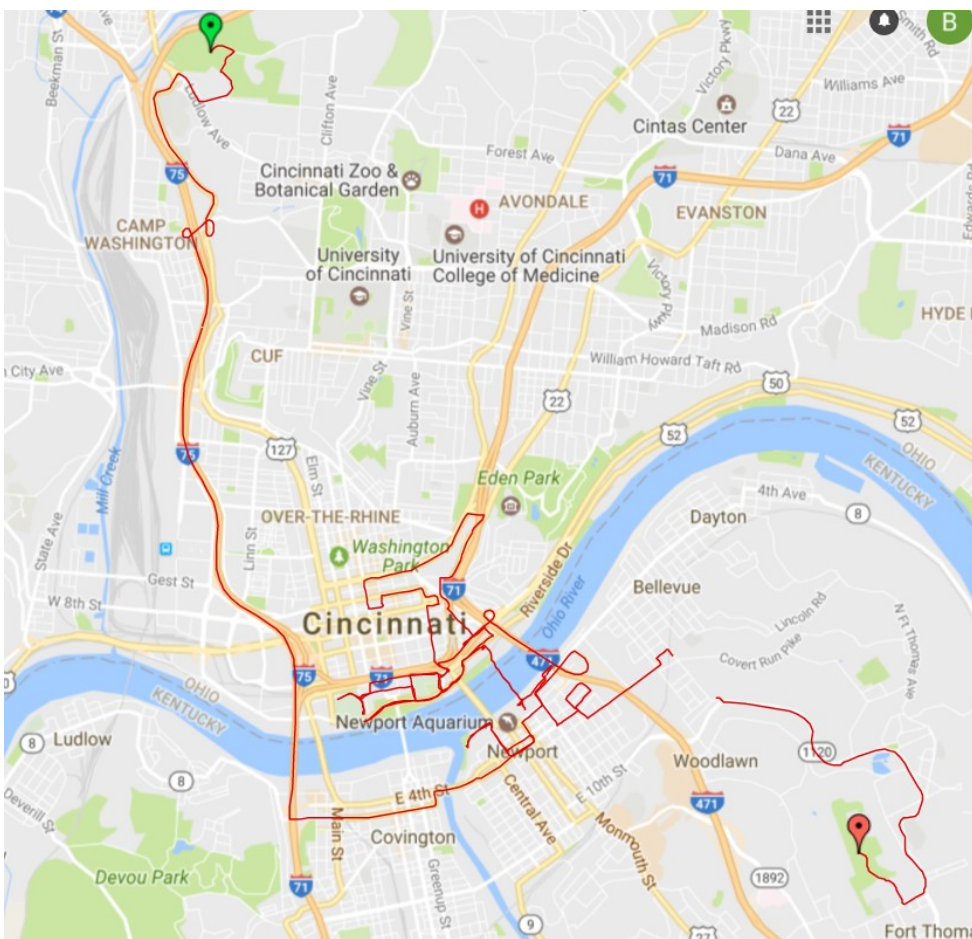 B
Beekman St
Ludlow Ave
Clifton Ave
Victory Pkwy
Smith Rd
Williams Ave
22
Cintas Center
71
Dana Ave
Forest Ave
71
75
Cincinnati Zoo &
Botanical Garden
H
AVONDALE
EVANSTON
Edwards Rd
CAMP
WASHINGTON
University
of Cincinnati
University of Cincinnati
College of Medicine
Vine St
Victory Pkwy
HYDE
Madison Rd
CUF
William Howard Taft Rd
City Ave
Vine St
Auburn Ave
50
22
52
52
75
127
Elm St
OHIO
KENTUCKY
Mill Creek
Eden Park
4th Ave
8
Dayton
OVER-THE-RHINE
State Ave
Linn St
Washington
Park
Riverside Dr
Gest St
W 8th St
71
Bellevue
Ohio River
Cincinnati
Lincoln Rd
N Ft Thomas Ave
Covert Run Pike
471
75
71
OHIO
KENTUCKY
Newport Aquarium
8
Ludlow
8
Newport
1120
Woodlawn
Deverill St
E 4th St
E 10th St
471
Main St
Covington
Central Ave
Monmouth St
Devou Park
71
Greenup St
1892
9
27
Fort Thoma